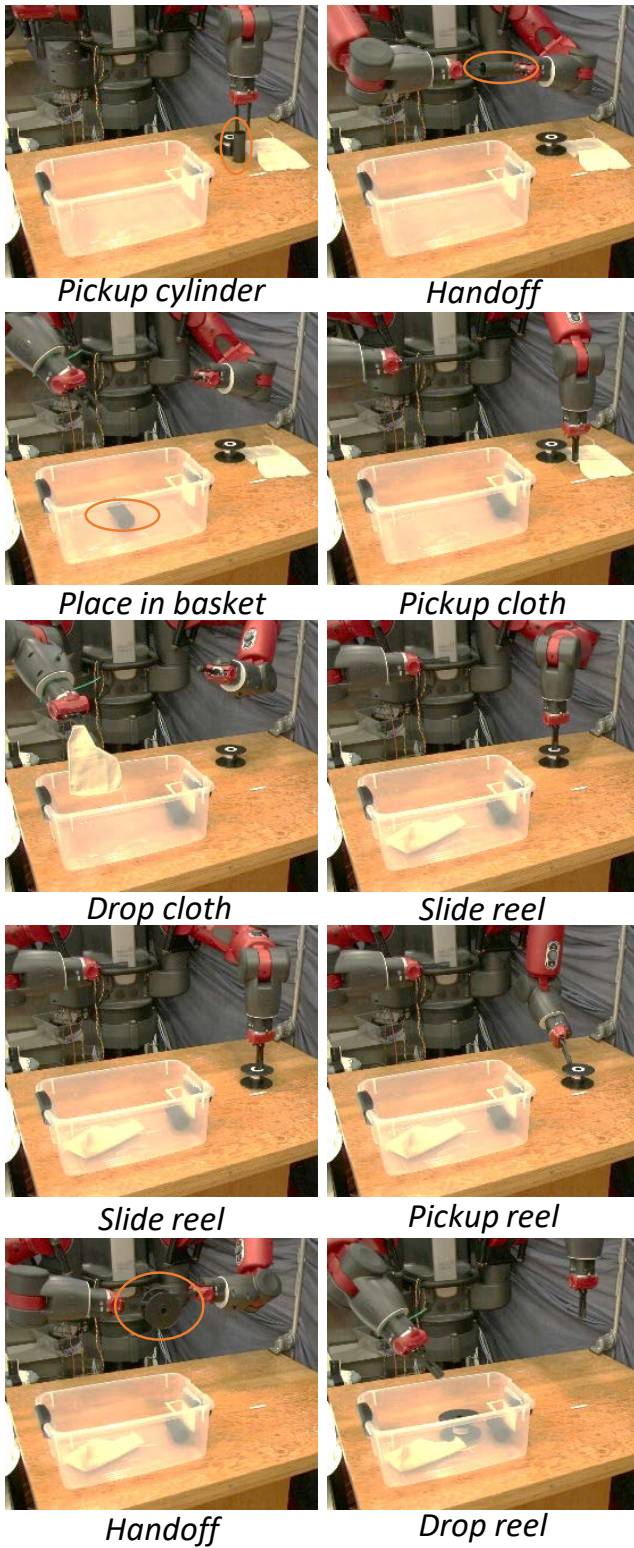 Pickup cylinder
Handoff
Place in basket
Pickup cloth
Drop cloth
Slide reel
Slide reel
Pickup reel
Handoff
Drop reel